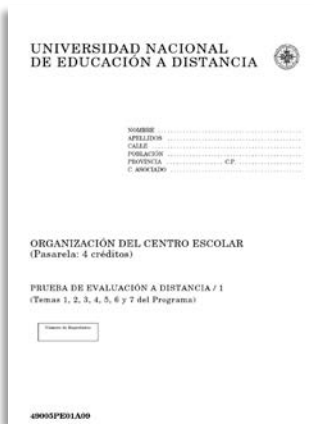 UNIVERSIDAD NACIONAL
DE EDUCACIÓN A DISTANCIA
NOMBRE
APELLIDOS
CALLE
POBLACIÓN
PROVINCIA C.P.
C. ASOCIADO
ORGANIZACIÓN DEL CENTRO ESCOLAR
(Pasarela: 4 créditos)
PRUEBA DE EVALUACIÓN A DISTANCIA / 1
(Temas 1, 2, 3, 4, 5, 6 y 7 del Programa)
49005PE01A09